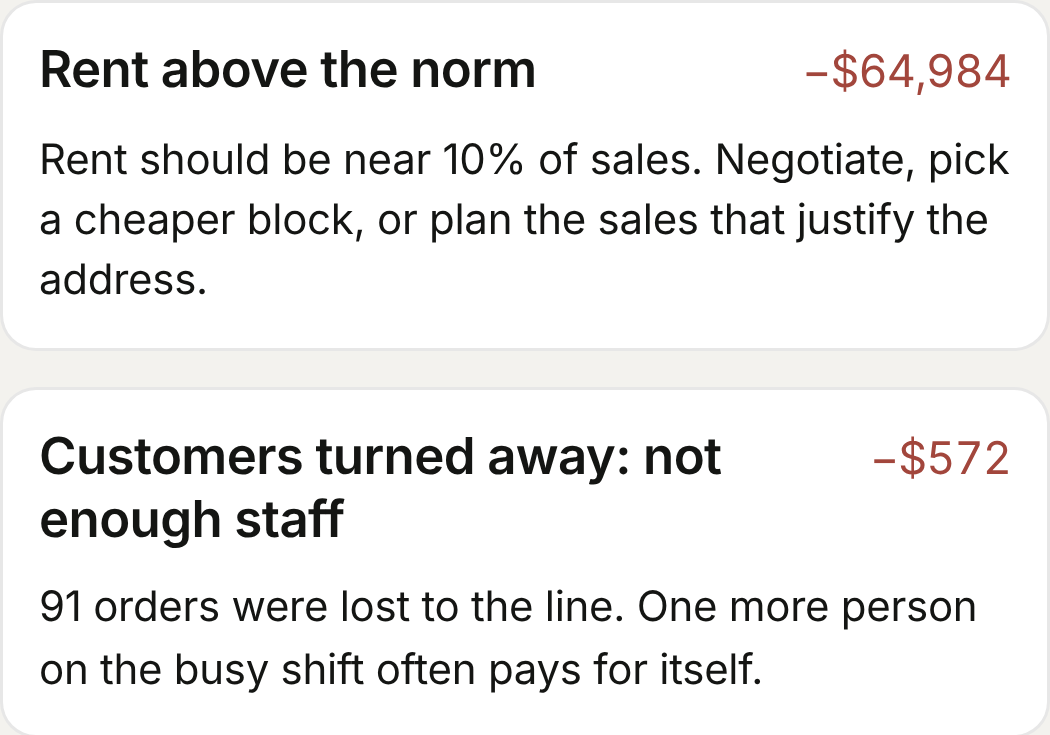 Rent above the norm −$64,984
Rent should be near 10% of sales. Negotiate, pick
a cheaper block, or plan the sales that justify the
address.
Customers turned away: not −$572
enough staff
91 orders were lost to the line. One more person
on the busy shift often pays for itself.